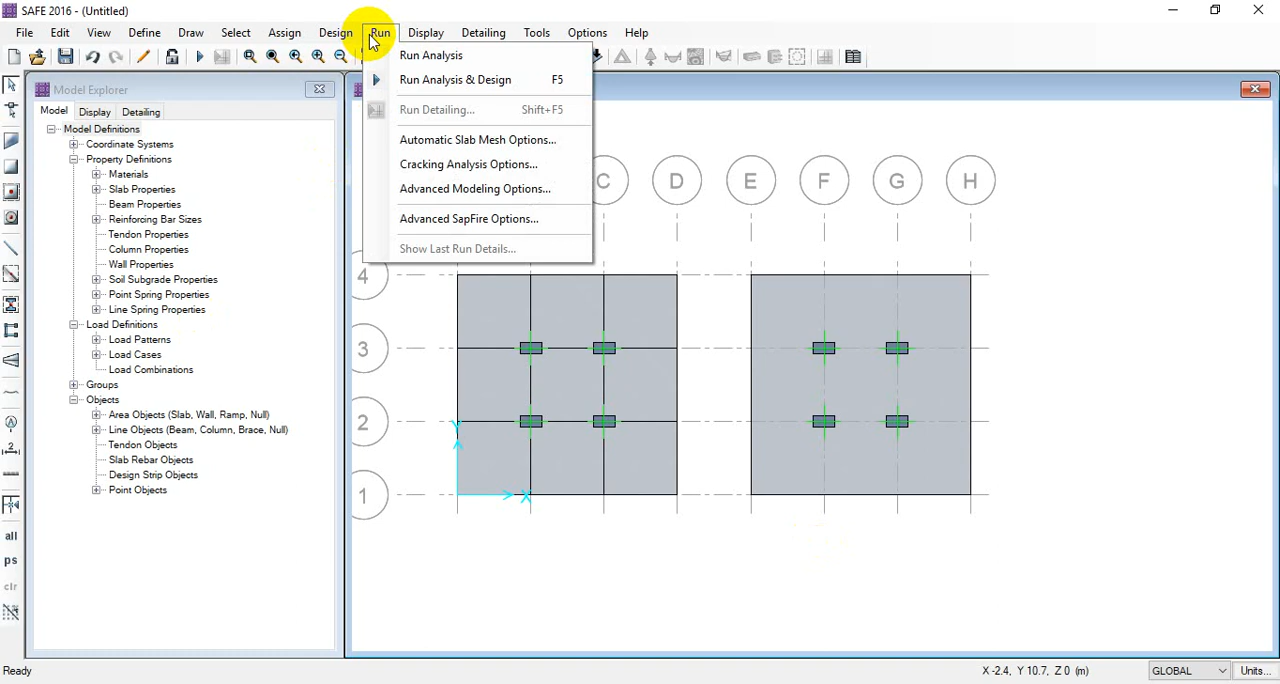 SAFE 2016 - (Untitled)
File Edit View Define Draw Select Assign Design Run Display Detailing Tools Options Help
Model Explorer
Model Display Detailing
Model Definitions
Coordinate Systems
Property Definitions
Materials
Slab Properties
Beam Properties
Reinforcing Bar Sizes
Tendon Properties
Column Properties
Wall Properties
Soil Subgrade Properties
Point Spring Properties
Line Spring Properties
Load Definitions
Load Patterns
Load Cases
Load Combinations
Groups
Objects
Area Objects (Slab, Wall, Ramp, Null)
Line Objects (Beam, Column, Brace, Null)
Tendon Objects
Slab Rebar Objects
Design Strip Objects
Point Objects
all
ps
clr
Run Analysis
Run Analysis & Design F5
Run Detailing... Shift+F5
Automatic Slab Mesh Options...
Cracking Analysis Options...
Advanced Modeling Options...
Advanced SapFire Options...
Show Last Run Details...
C D E F G H
4
3
2
1
Y
X
Ready
X -2.4, Y 10.7, Z 0 (m)
GLOBAL
Units...